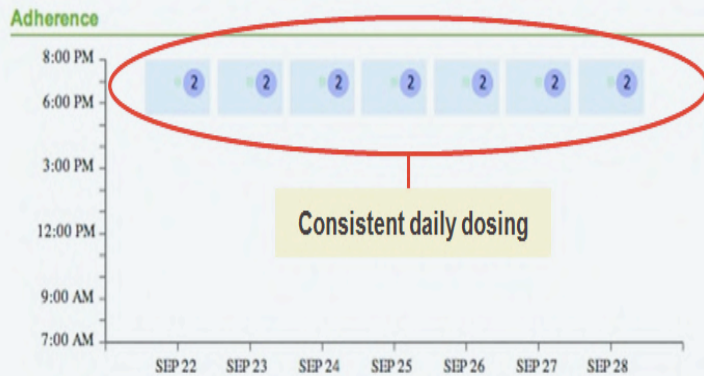 Adherence
8:00 PM
2 2 2 2 2 2 2
6:00 PM
3:00 PM
Consistent daily dosing
12:00 PM
9:00 AM
7:00 AM
SEP 22 SEP 23 SEP 24 SEP 25 SEP 26 SEP 27 SEP 28